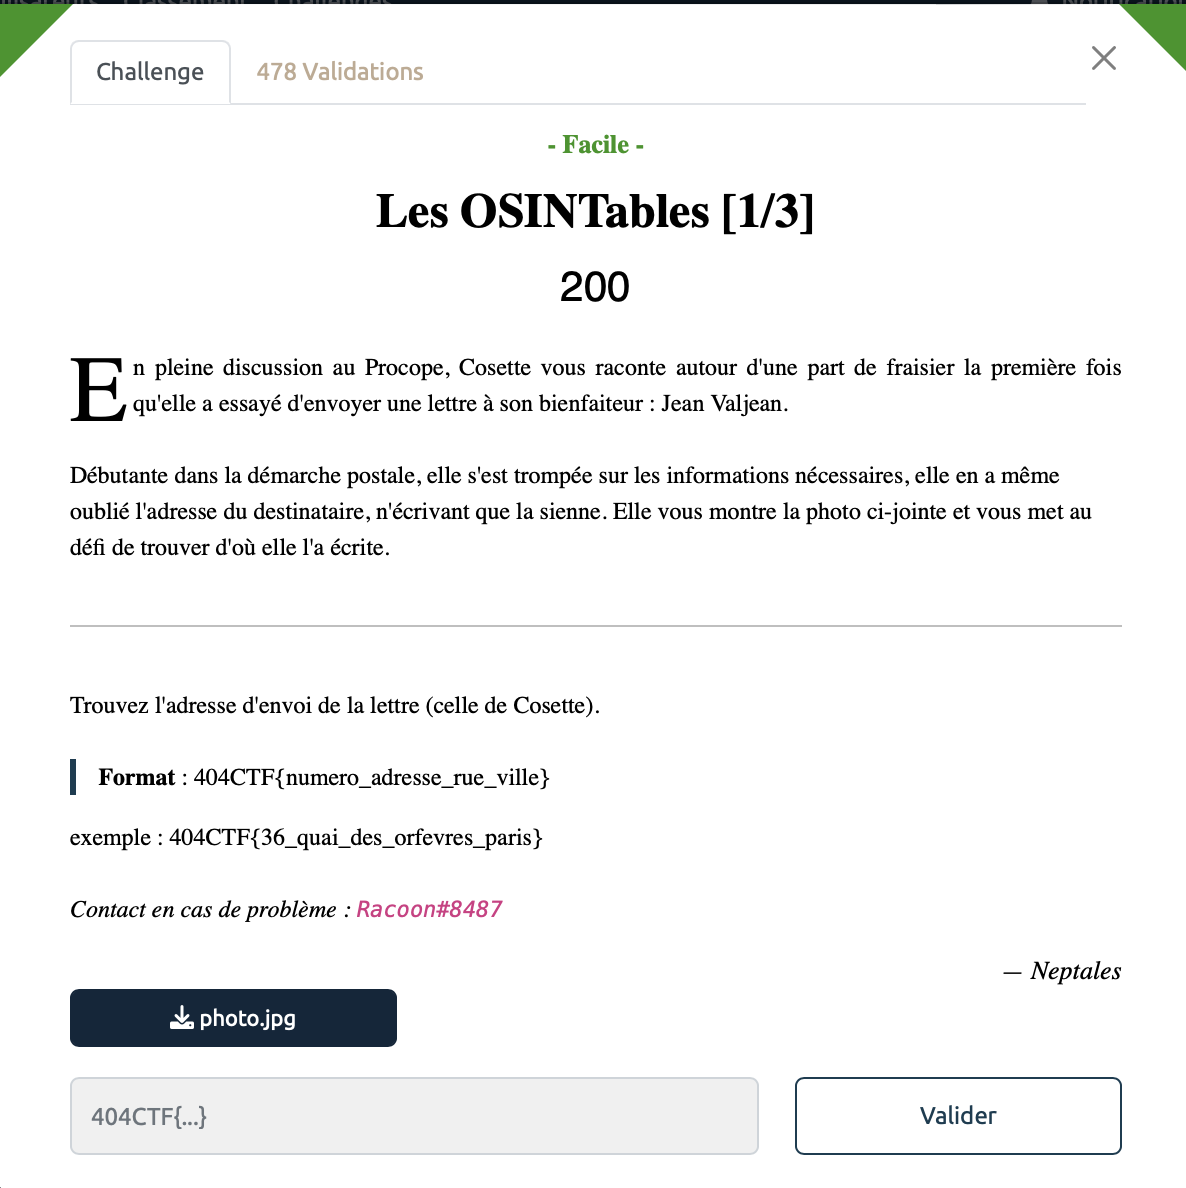 Challenge
478 Validations
- Facile -
Les OSINTables [1/3]
200
En pleine discussion au Procope, Cosette vous raconte autour d'une part de fraisier la première fois
qu'elle a essayé d'envoyer une lettre à son bienfaiteur : Jean Valjean.
Débutante dans la démarche postale, elle s'est trompée sur les informations nécessaires, elle en a même
oublié l'adresse du destinataire, n'écrivant que la sienne. Elle vous montre la photo ci-jointe et vous met au
défi de trouver d'où elle l'a écrite.
Trouvez l'adresse d'envoi de la lettre (celle de Cosette).
Format : 404CTF{numero_adresse_rue_ville}
exemple : 404CTF{36_quai_des_orfevres_paris}
Contact en cas de problème : Racoon#8487
— Neptales
photo.jpg
404CTF{...}
Valider